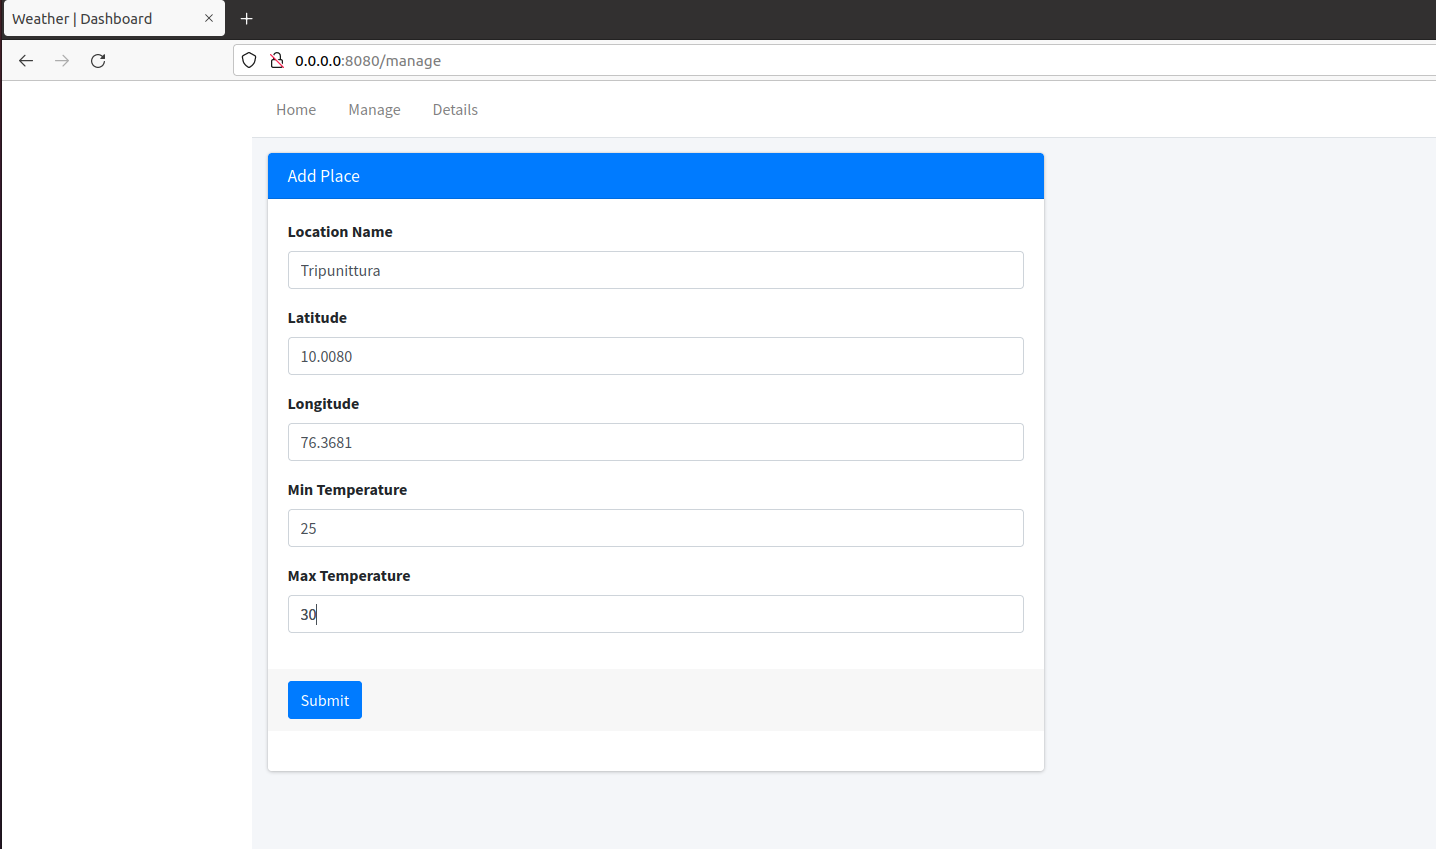 Weather | Dashboard
0.0.0.0:8080/manage
Home Manage Details
Add Place
Location Name
Tripunittura
Latitude
10.0080
Longitude
76.3681
Min Temperature
25
Max Temperature
30
Submit